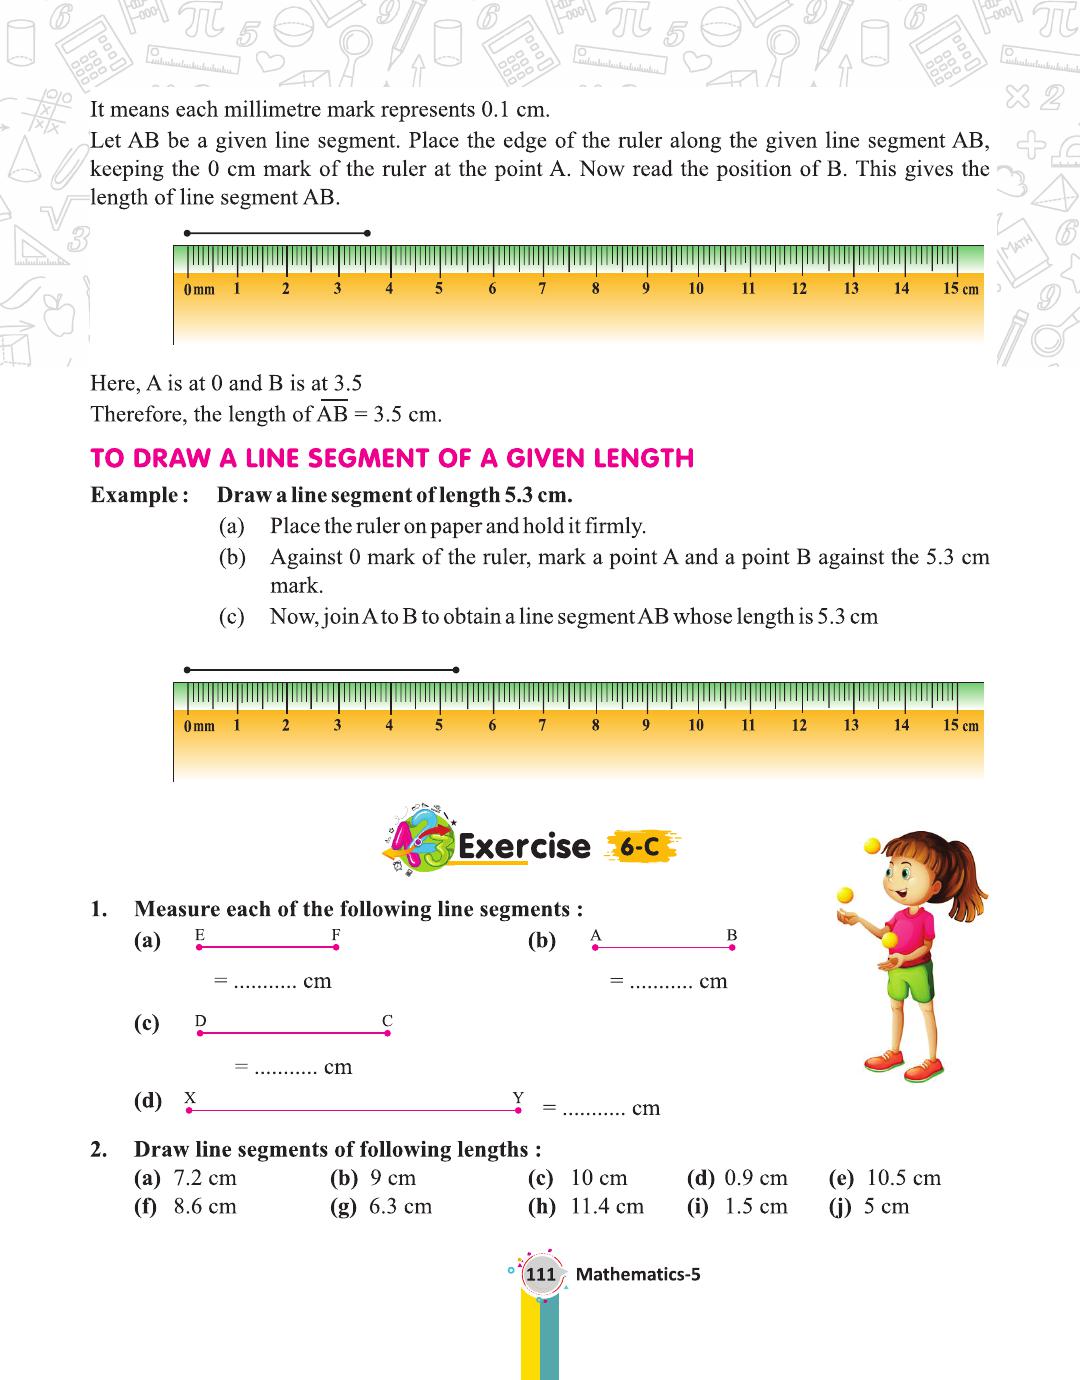 It means each millimetre mark represents 0.1 cm.
Let AB be a given line segment. Place the edge of the ruler along the given line segment AB,
keeping the 0 cm mark of the ruler at the point A. Now read the position of B. This gives the
length of line segment AB.
0 mm 1 2 3 4 5 6 7 8 9 10 11 12 13 14 15 cm
Here, A is at 0 and B is at 3.5
Therefore, the length of AB = 3.5 cm.
TO DRAW A LINE SEGMENT OF A GIVEN LENGTH
Example : Draw a line segment of length 5.3 cm.
(a) Place the ruler on paper and hold it firmly.
(b) Against 0 mark of the ruler, mark a point A and a point B against the 5.3 cm
mark.
(c) Now, join A to B to obtain a line segment AB whose length is 5.3 cm
0 mm 1 2 3 4 5 6 7 8 9 10 11 12 13 14 15 cm
Exercise 6-C
1. Measure each of the following line segments :
(a) E F (b) A B
= ........... cm = ........... cm
(c) D C
= ........... cm
(d) X Y = ........... cm
2. Draw line segments of following lengths :
(a) 7.2 cm (b) 9 cm (c) 10 cm (d) 0.9 cm (e) 10.5 cm
(f) 8.6 cm (g) 6.3 cm (h) 11.4 cm (i) 1.5 cm (j) 5 cm
111 Mathematics-5